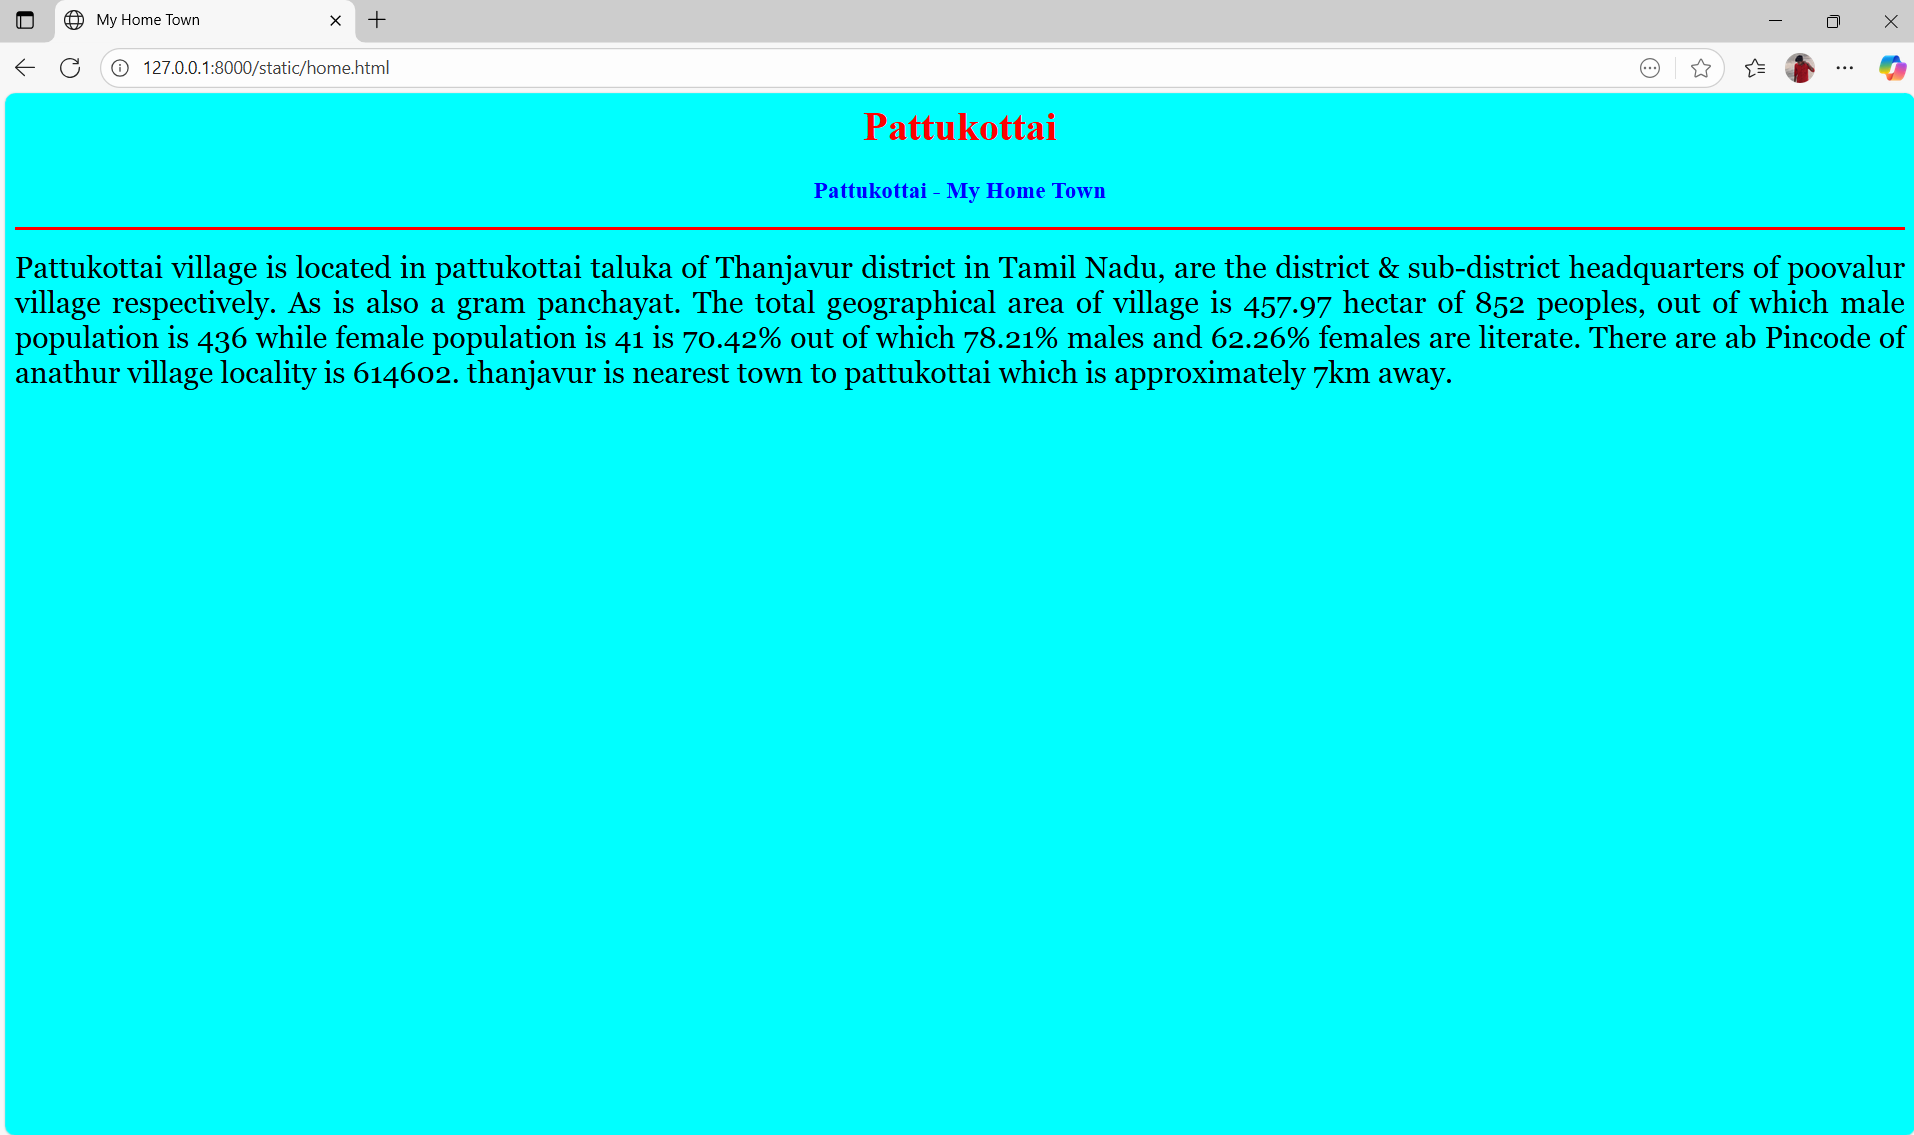 My Home Town
127.0.0.1:8000/static/home.html
Pattukottai
Pattukottai - My Home Town
Pattukottai village is located in pattukottai taluka of Thanjavur district in Tamil Nadu, are the district & sub-district headquarters of poovalur
village respectively. As is also a gram panchayat. The total geographical area of village is 457.97 hectar of 852 peoples, out of which male
population is 436 while female population is 41 is 70.42% out of which 78.21% males and 62.26% females are literate. There are ab Pincode of
anathur village locality is 614602. thanjavur is nearest town to pattukottai which is approximately 7km away.